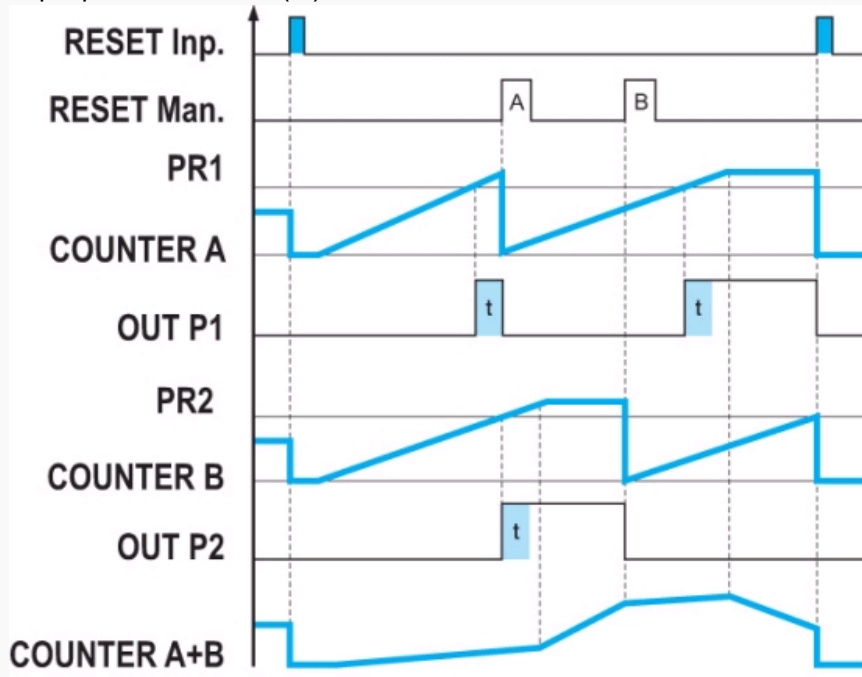 RESET Inp.
RESET Man.
A
B
PR1
COUNTER A
t
t
OUT P1
PR2
COUNTER B
t
OUT P2
COUNTER A+B